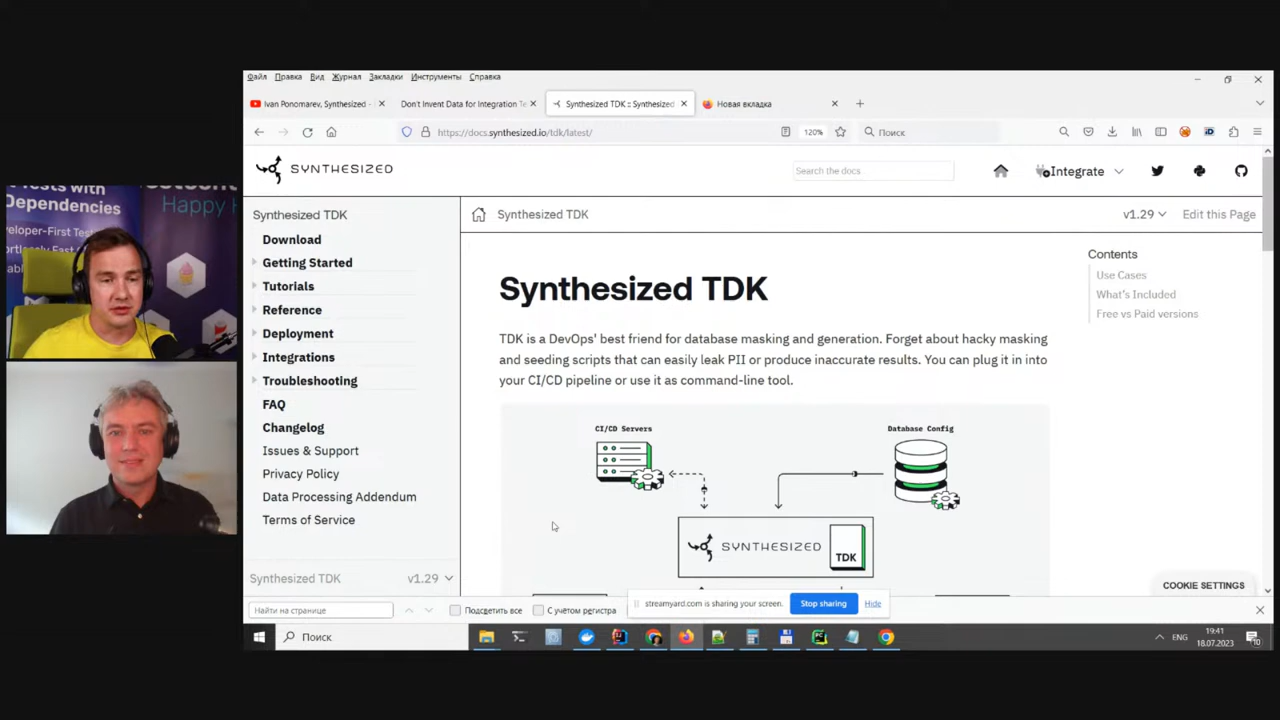 Файл Правка Вид Журнал Закладки Инструменты Справка
Ivan Ponomarev, Synthesized -
Don't Invent Data for Integration Te
Synthesized TDK :: Synthesized
Новая вкладка
https://docs.synthesized.io/tdk/latest/
120%
Поиск
SYNTHESIZED
Search the docs
Integrate
Synthesized TDK
Download
Getting Started
Tutorials
Reference
Deployment
Integrations
Troubleshooting
FAQ
Changelog
Issues & Support
Privacy Policy
Data Processing Addendum
Terms of Service
Synthesized TDK v1.29
Synthesized TDK
v1.29
Edit this Page
Synthesized TDK
TDK is a DevOps' best friend for database masking and generation. Forget about hacky masking
and seeding scripts that can easily leak PII or produce inaccurate results. You can plug it in into
your CI/CD pipeline or use it as command-line tool.
CI/CD Servers
Database Config
SYNTHESIZED
TDK
Contents
Use Cases
What's Included
Free vs Paid versions
COOKIE SETTINGS
Найти на странице
Подсветить все
С учётом регистра
streamyard.com is sharing your screen.
Stop sharing
Hide
Поиск
ENG
19:41
18.07.2023
10
Tests with
Dependencies
Happy